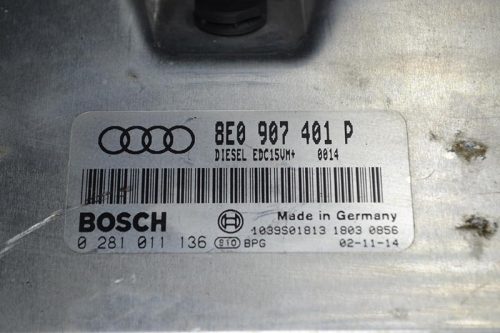 8E0 907 401 P
DIESEL EDC15VM+ 0014
BOSCH Made in Germany
1039S01813 1803 0856
0 281 011 136 810 BPG 02-11-14